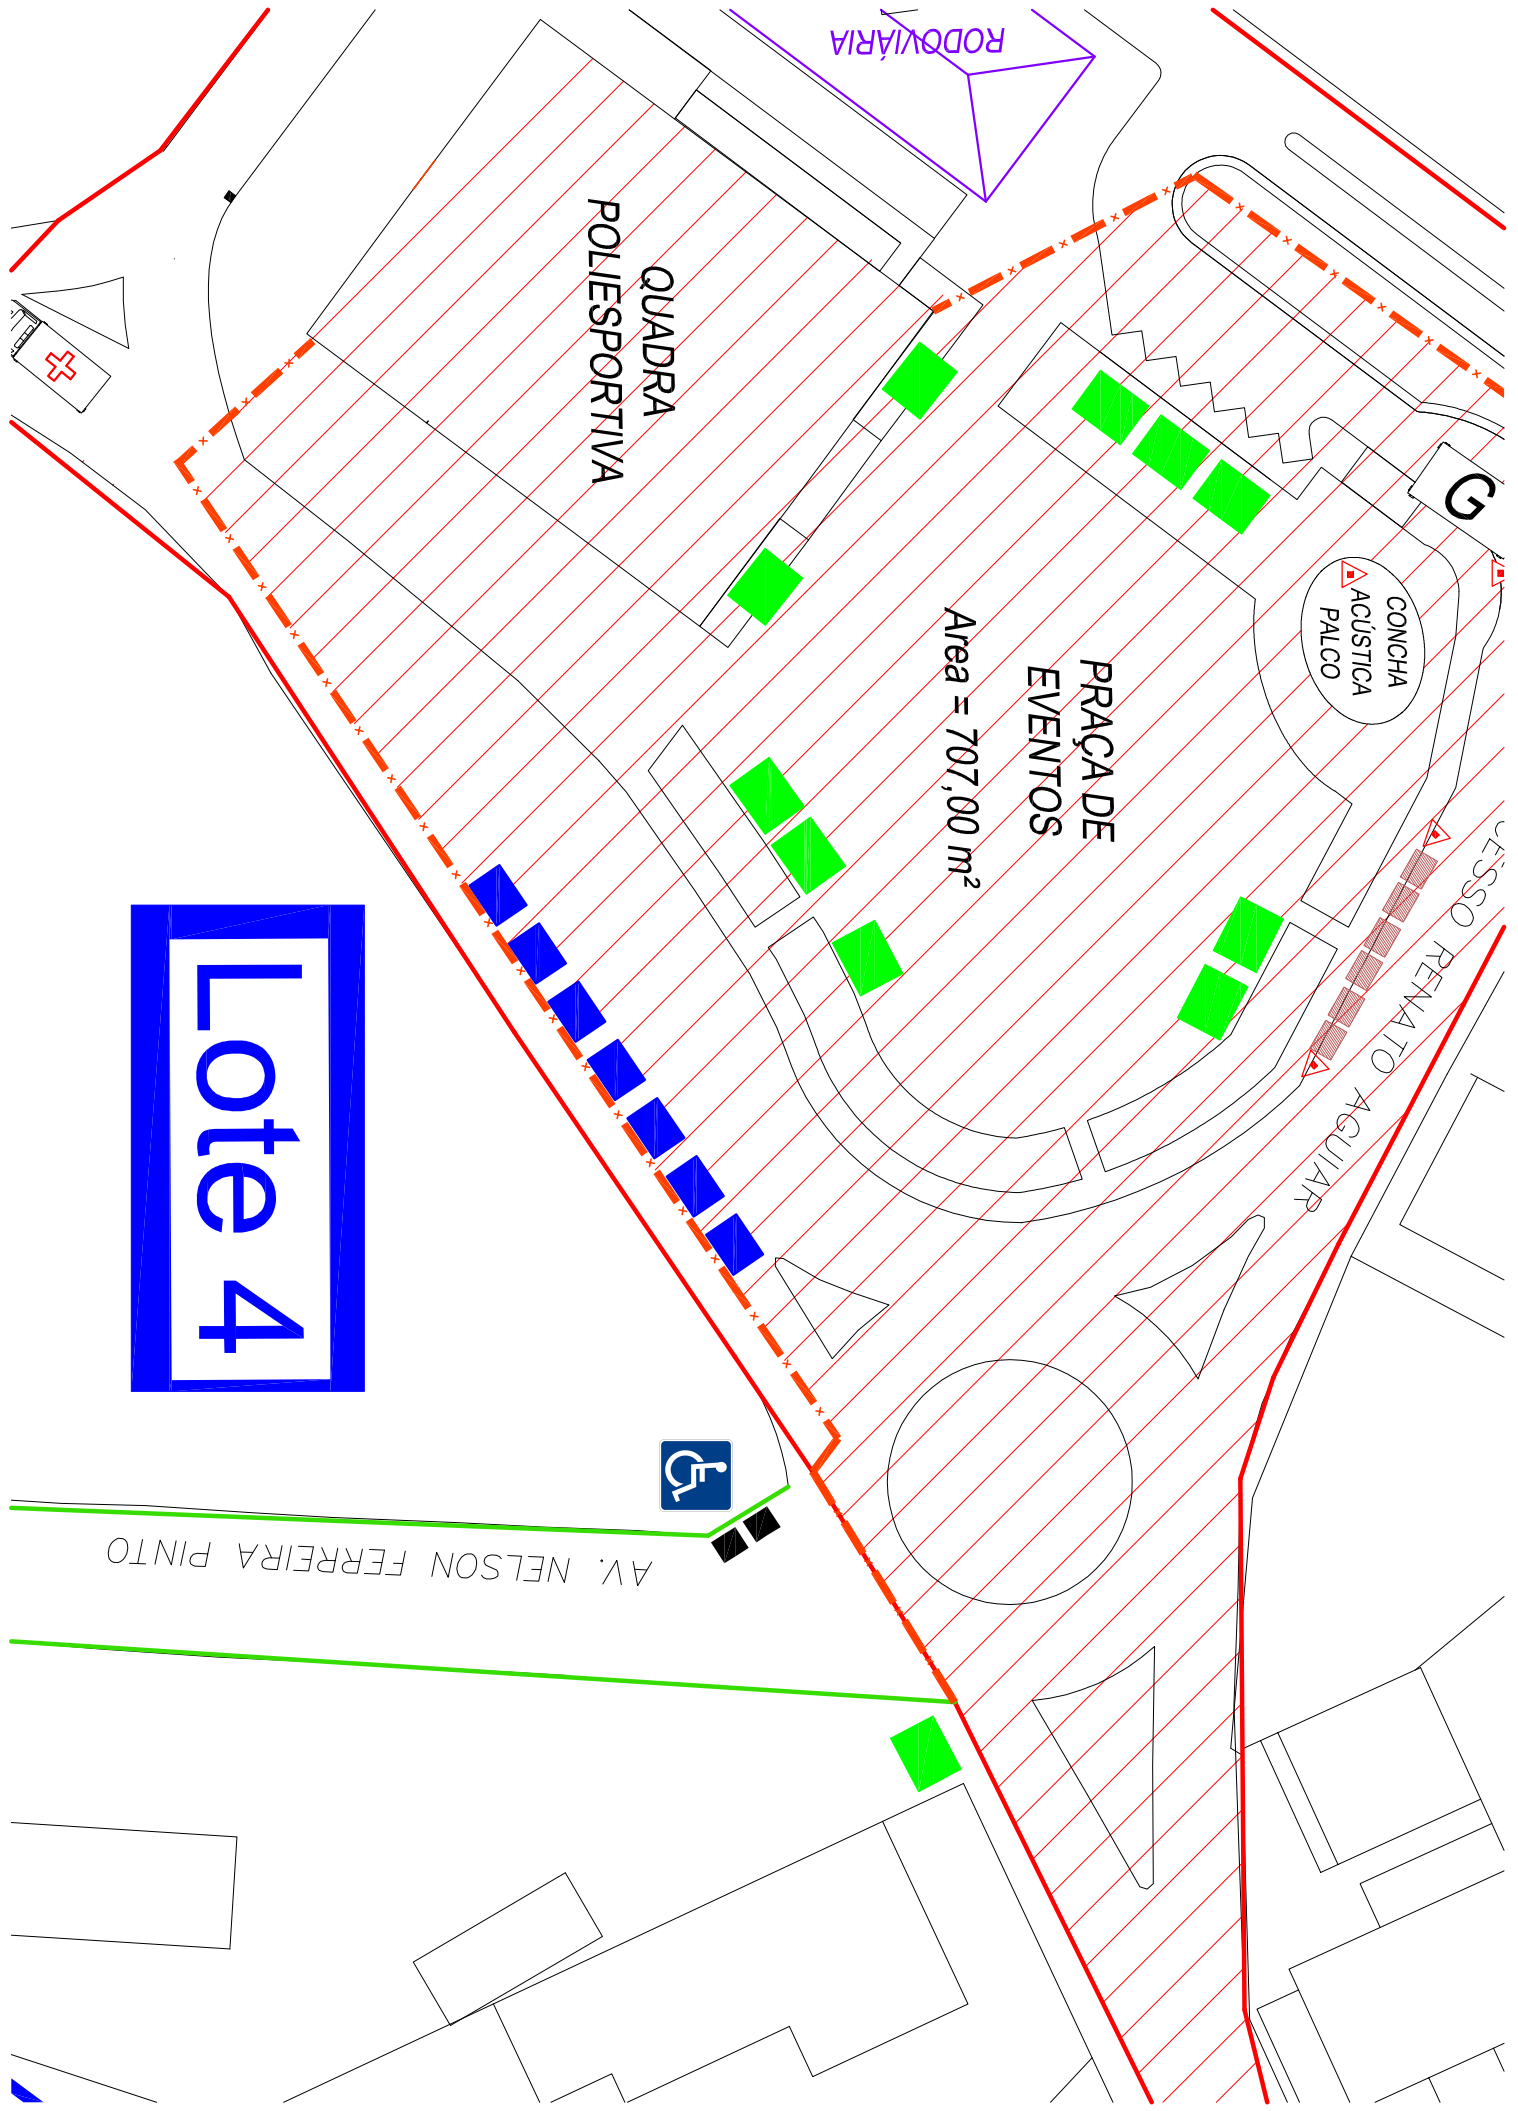 RODOVIÁRIA
QUADRA
POLIESPORTIVA
G
CONCHA
ACÚSTICA
PALCO
PRAÇA DE
EVENTOS
Area = 707,00 m²
RENATO AGUIAR
Lote 4
AV. NELSON FERREIRA PINTO